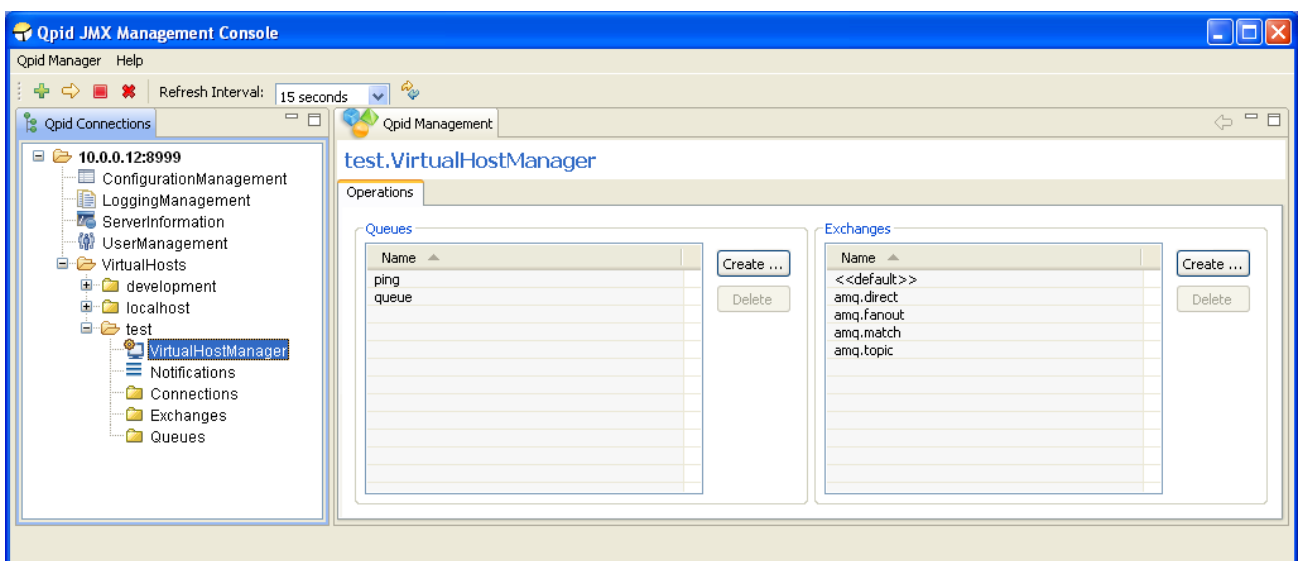 Qpid JMX Management Console
Qpid Manager Help
Refresh Interval: 15 seconds
Qpid Connections
10.0.0.12:8999
ConfigurationManagement
LoggingManagement
ServerInformation
UserManagement
VirtualHosts
development
localhost
test
VirtualHostManager
Notifications
Connections
Exchanges
Queues
Qpid Management
test.VirtualHostManager
Operations
Queues
Name
ping
queue
Create ...
Delete
Exchanges
Name
<<default>>
amq.direct
amq.fanout
amq.match
amq.topic
Create ...
Delete